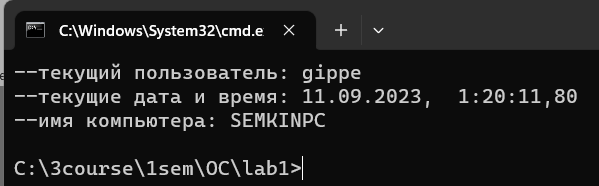 C:\Windows\System32\cmd.e
--текущий пользователь: gippe
--текущие дата и время: 11.09.2023,  1:20:11,80
--имя компьютера: SEMKINPC
C:\3course\1sem\OC\lab1>